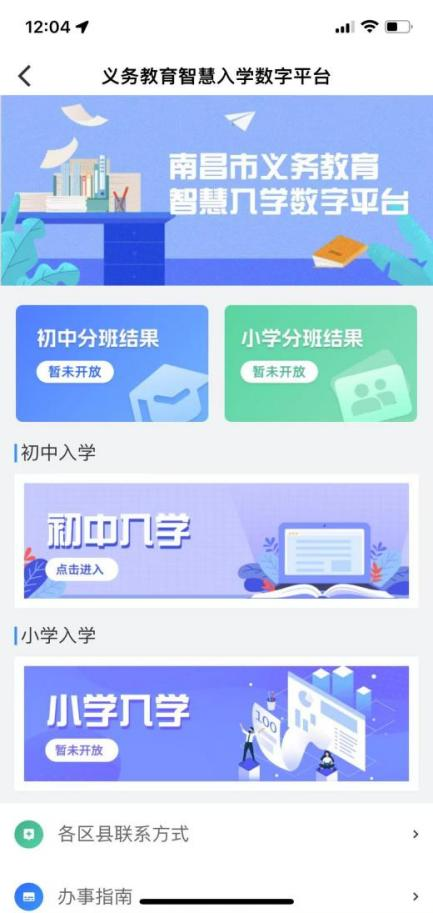 12:04
义务教育智慧入学数字平台
南昌市义务教育
智慧入学数字平台
初中分班结果
暂未开放
小学分班结果
暂未开放
初中入学
初中入学
点击进入
小学入学
小学入学
暂未开放
100
各区县联系方式
办事指南